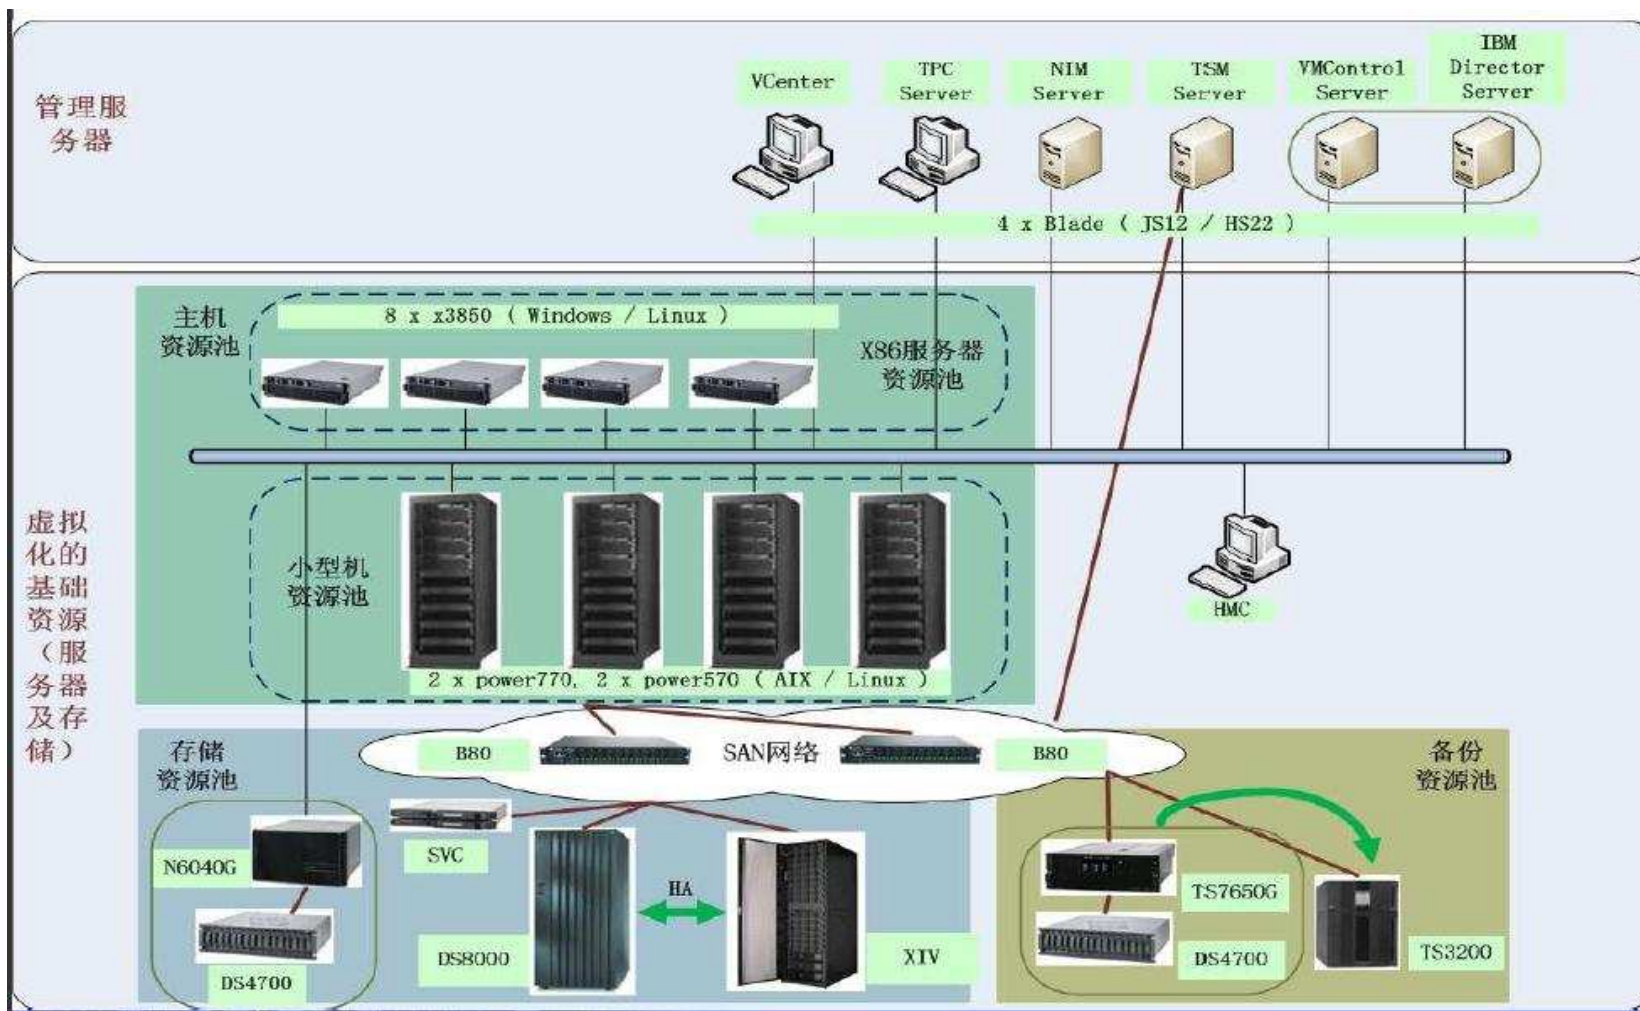 管理服
务器
VCenter
TPC
Server
NIM
Server
TSM
Server
VMControl
Server
IBM
Director
Server
4 x Blade ( JS12 / HS22 )
虚拟
化的
基础
资源
（服
务器
及存
储）
主机
资源池
8 x x3850 ( Windows / Linux )
X86服务器
资源池
小型机
资源池
2 x power770, 2 x power570 ( AIX / Linux )
HMC
存储
资源池
B80
SAN网络
B80
备份
资源池
N6040G
DS4700
SVC
DS8000
HA
XIV
TS7650G
DS4700
TS3200